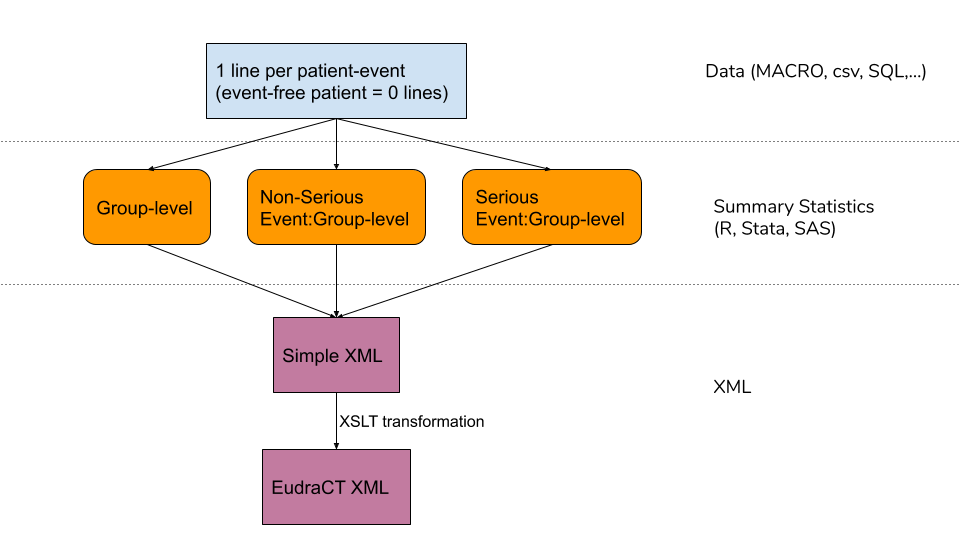 1 line per patient-event
(event-free patient = 0 lines)
Data (MACRO, csv, SQL,...)
Group-level
Non-Serious
Event:Group-level
Serious
Event:Group-level
Summary Statistics
(R, Stata, SAS)
Simple XML
XML
XSLT transformation
EudraCT XML